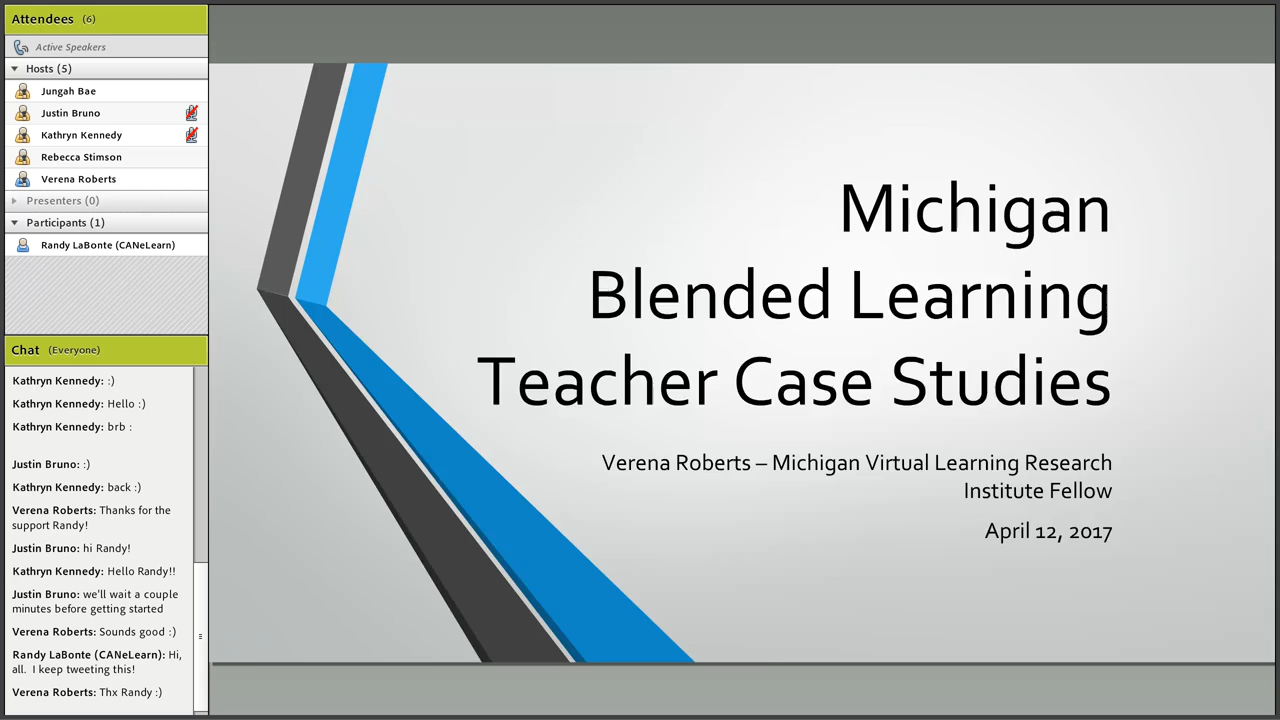 Attendees (6)
Active Speakers
Hosts (5)
Jungah Bae
Justin Bruno
Kathryn Kennedy
Rebecca Stimson
Verena Roberts
Presenters (0)
Participants (1)
Randy LaBonte (CANeLearn)
Chat (Everyone)
Kathryn Kennedy: :)
Kathryn Kennedy: Hello :)
Kathryn Kennedy: brb :
Justin Bruno: :)
Kathryn Kennedy: back :)
Verena Roberts: Thanks for the
support Randy!
Justin Bruno: hi Randy!
Kathryn Kennedy: Hello Randy!!
Justin Bruno: we'll wait a couple
minutes before getting started
Verena Roberts: Sounds good :)
Randy LaBonte (CANeLearn): Hi,
all. I keep tweeting this!
Verena Roberts: Thx Randy :)
Michigan
Blended Learning
Teacher Case Studies
Verena Roberts – Michigan Virtual Learning Research
Institute Fellow
April 12, 2017